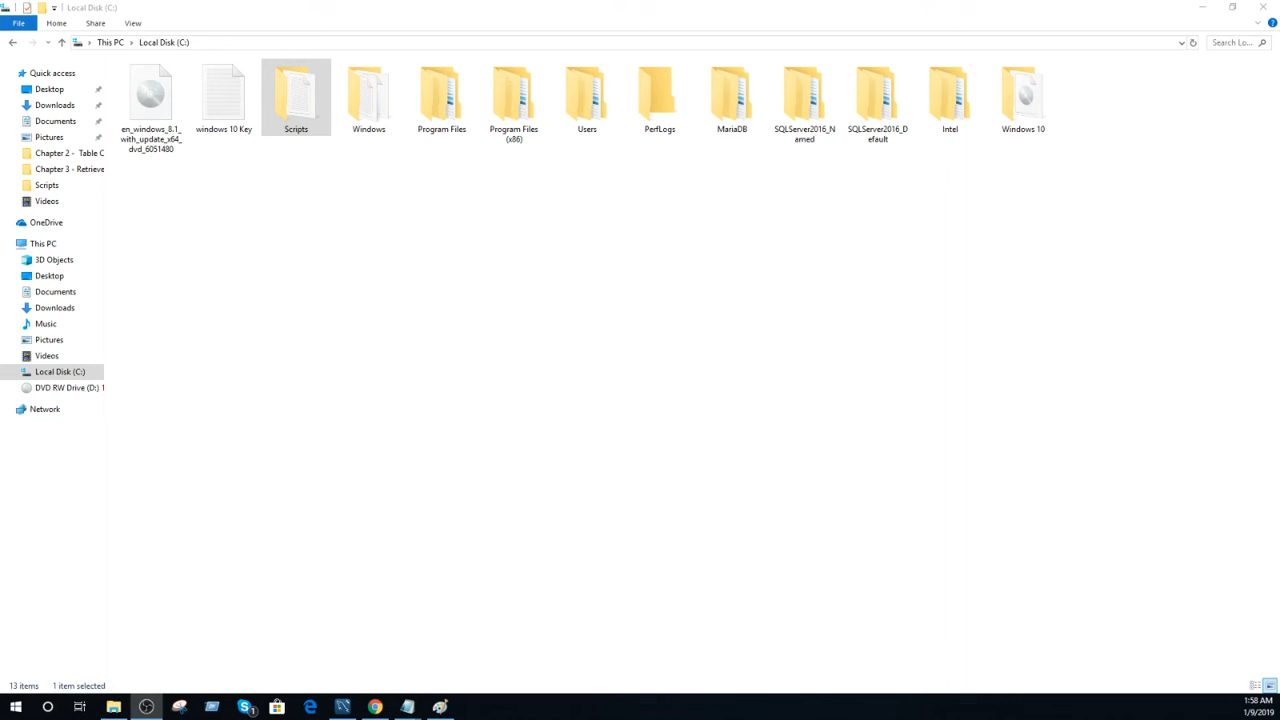 Local Disk (C:)
File Home Share View
This PC Local Disk (C:) Search Lo...
Quick access
Desktop
Downloads
Documents
Pictures
Chapter 2 - Table C
Chapter 3 - Retrieve
Scripts
Videos
OneDrive
This PC
3D Objects
Desktop
Documents
Downloads
Music
Pictures
Videos
Local Disk (C:)
DVD RW Drive (D:) 1
Network
en_windows_8.1_
with_update_x64_
dvd_6051480
windows 10 Key
Scripts
Windows
Program Files
Program Files
(x86)
Users
PerfLogs
MariaDB
SQLServer2016_N
amed
SQLServer2016_D
efault
Intel
Windows 10
13 items 1 item selected
1:58 AM
1/9/2019